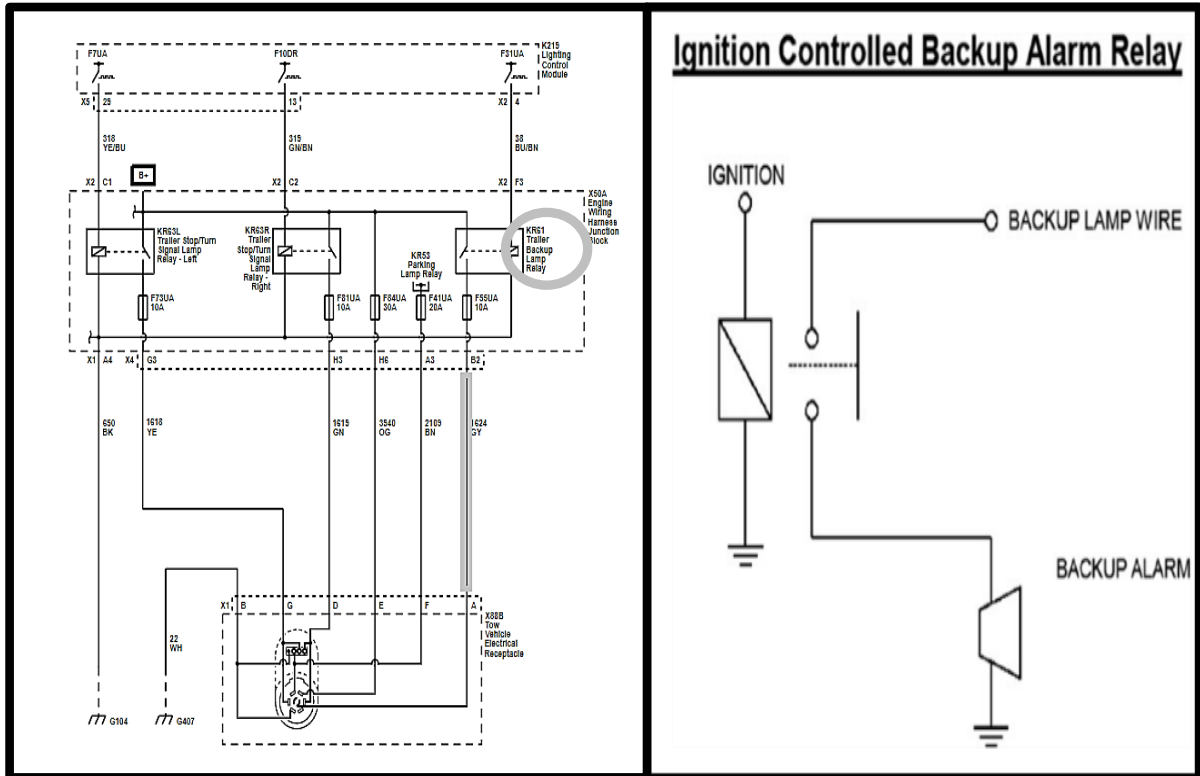 F7UA
F10DR
F31UA
K219
Lighting
Control
Module
X5
25
13
X2
4
318
YE/BU
319
GN/BN
38
BU/BN
B+
X2
C1
X2
C2
X2
F3
X50A
Engine
Wiring
Harness
Junction
Block
KR63L
Trailer Stop/Turn
Signal Lamp
Relay - Left
KR63R
Trailer
Stop/Turn
Signal
Lamp
Relay -
Right
KR53
Parking
Lamp Relay
KR61
Trailer
Backup
Lamp
Relay
F73UA
10A
F81UA
10A
F84UA
30A
F41UA
20A
F55UA
10A
X1
A4
X4
G3
H3
H6
A3
B2
650
BK
1618
YE
1619
GN
3940
OG
2109
BN
1624
GY
X1
B
G
D
E
F
A
X88B
Tow
Vehicle
Electrical
Receptacle
22
WH
G104
G407
Ignition Controlled Backup Alarm Relay
IGNITION
BACKUP LAMP WIRE
BACKUP ALARM